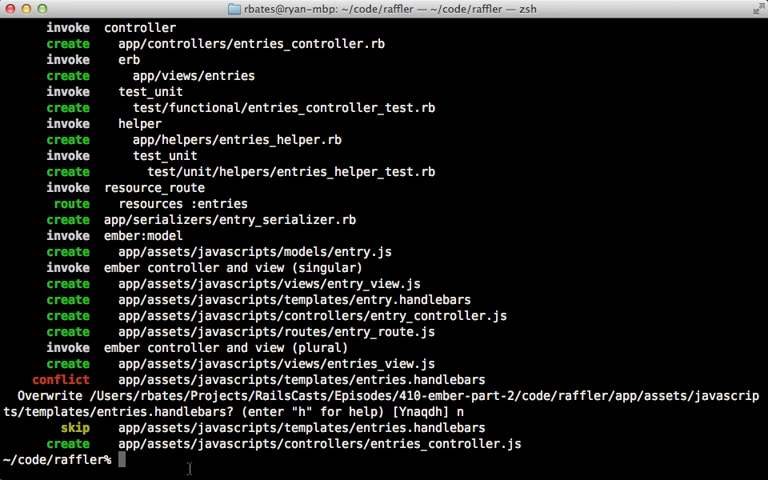 rbates@ryan-mbp: ~/code/raffler — ~/code/raffler — zsh
invoke controller
create app/controllers/entries_controller.rb
invoke erb
create app/views/entries
invoke test_unit
create test/functional/entries_controller_test.rb
invoke helper
create app/helpers/entries_helper.rb
invoke test_unit
create test/unit/helpers/entries_helper_test.rb
invoke resource_route
route resources :entries
create app/serializers/entry_serializer.rb
invoke ember:model
create app/assets/javascripts/models/entry.js
invoke ember controller and view (singular)
create app/assets/javascripts/views/entry_view.js
create app/assets/javascripts/templates/entry.handlebars
create app/assets/javascripts/controllers/entry_controller.js
create app/assets/javascripts/routes/entry_route.js
invoke ember controller and view (plural)
create app/assets/javascripts/views/entries_view.js
conflict app/assets/javascripts/templates/entries.handlebars
Overwrite /Users/rbates/Projects/RailsCasts/Episodes/410-ember-part-2/code/raffler/app/assets/javascrip
ts/templates/entries.handlebars? (enter "h" for help) [Ynaqdh] n
skip app/assets/javascripts/templates/entries.handlebars
create app/assets/javascripts/controllers/entries_controller.js
~/code/raffler%